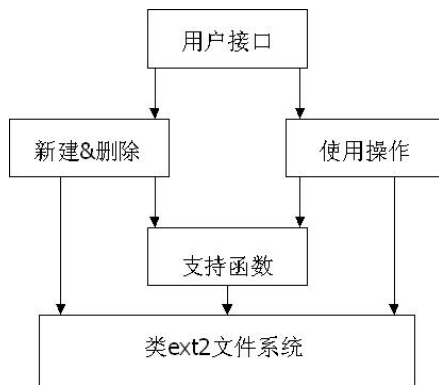 用户接口
新建&删除
使用操作
支持函数
类ext2文件系统